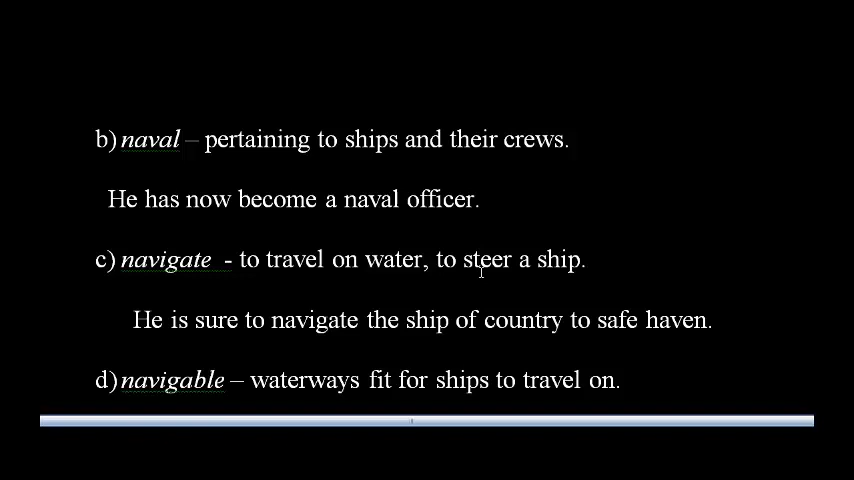 b) naval – pertaining to ships and their crews.
He has now become a naval officer.
c) navigate - to travel on water, to steer a ship.
He is sure to navigate the ship of country to safe haven.
d) navigable – waterways fit for ships to travel on.